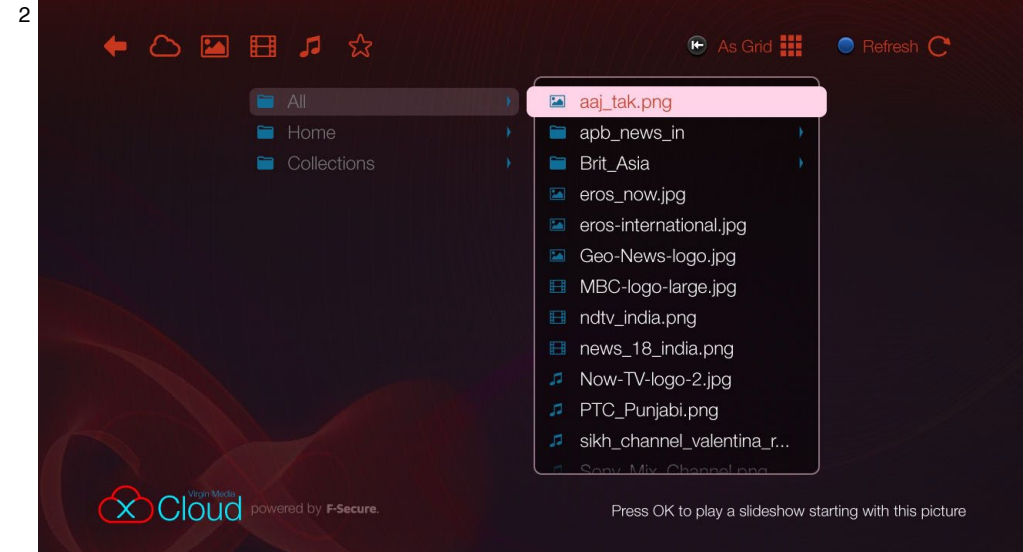 2
As Grid
Refresh
All
Home
Collections
aaj_tak.png
apb_news_in
Brit_Asia
eros_now.jpg
eros-international.jpg
Geo-News-logo.jpg
MBC-logo-large.jpg
ndtv_india.png
news_18_india.png
Now-TV-logo-2.jpg
PTC_Punjabi.png
sikh_channel_valentina_r...
Sony_Mix_Channel.png
Virgin Media
x Cloud powered by F-Secure.
Press OK to play a slideshow starting with this picture